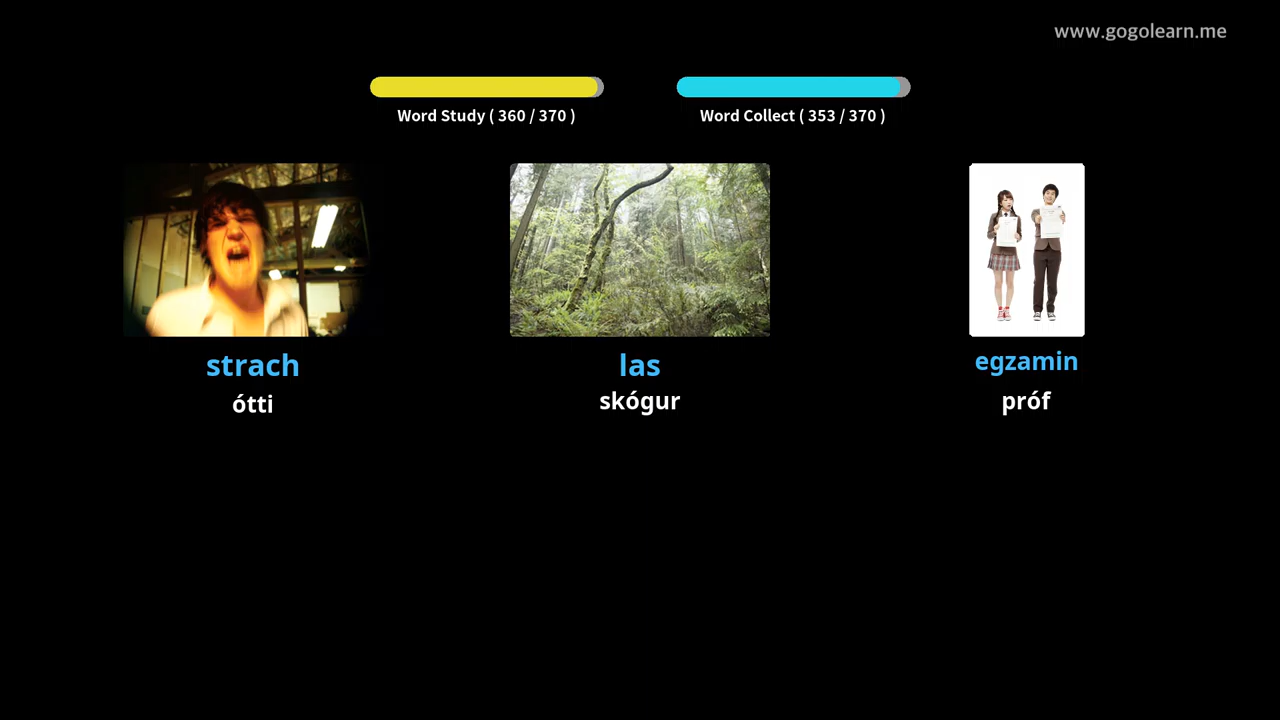 www.gogolearn.me
Word Study ( 360 / 370 )
Word Collect ( 353 / 370 )
strach
las
egzamin
ótti
skógur
próf